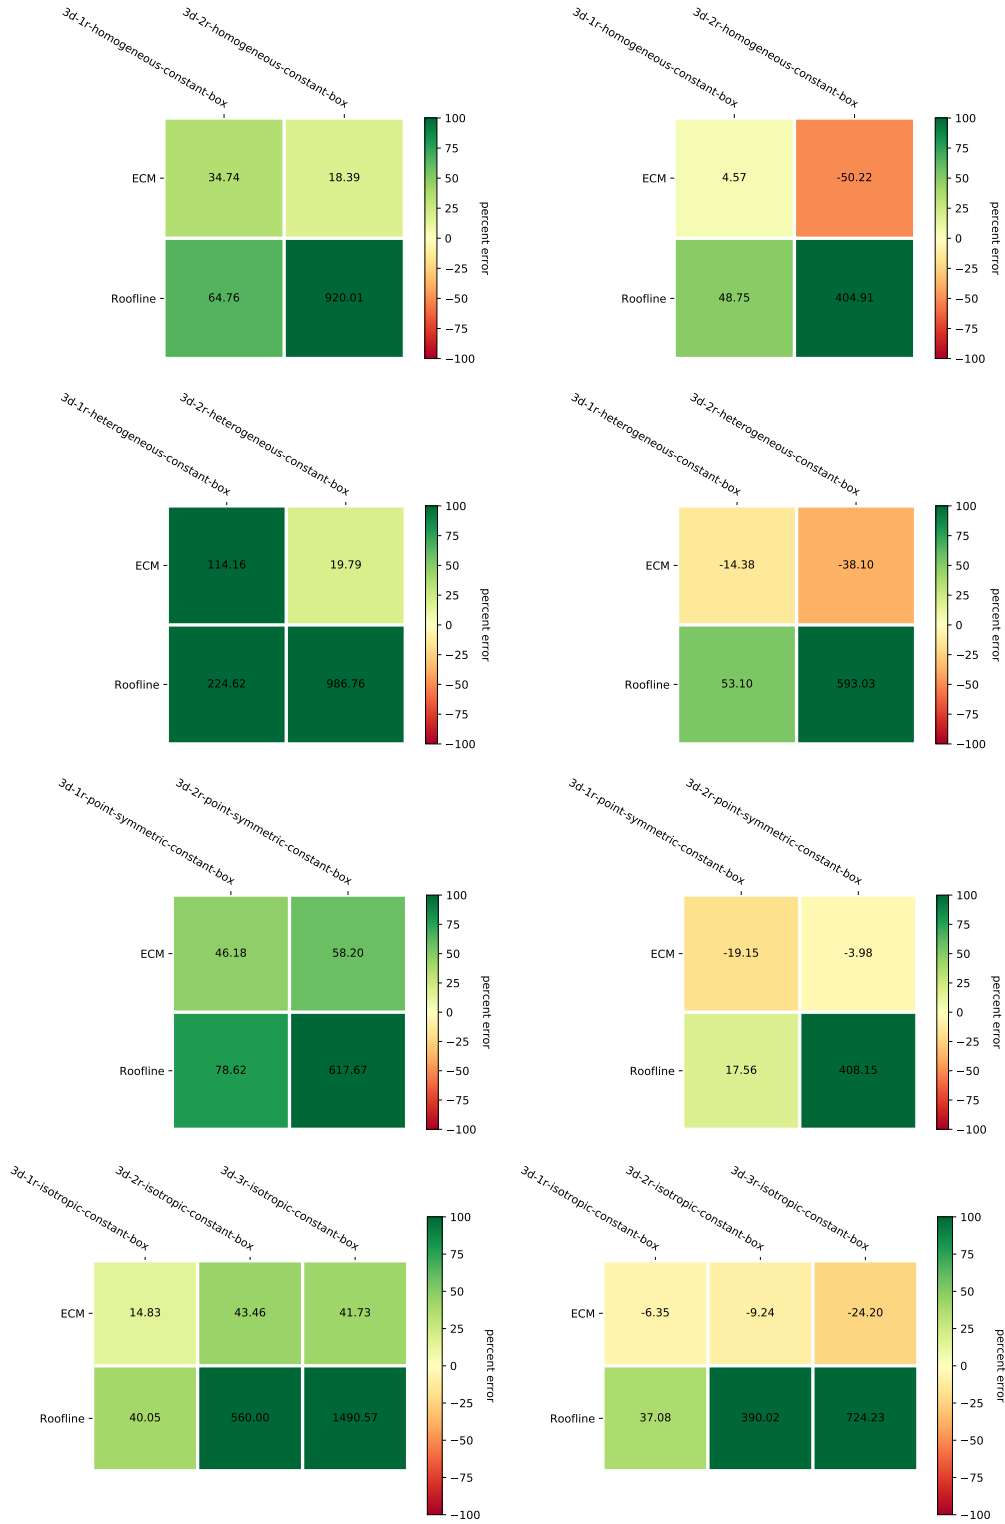 3d-1r-homogeneous-constant-box
3d-2r-homogeneous-constant-box
ECM
34.74
18.39
Roofline
64.76
920.01
100
75
50
25
0
−25
−50
−75
−100
percent error
3d-1r-homogeneous-constant-box
3d-2r-homogeneous-constant-box
ECM
4.57
-50.22
Roofline
48.75
404.91
100
75
50
25
0
−25
−50
−75
−100
percent error
3d-1r-heterogeneous-constant-box
3d-2r-heterogeneous-constant-box
ECM
114.16
19.79
Roofline
224.62
986.76
100
75
50
25
0
−25
−50
−75
−100
percent error
3d-1r-heterogeneous-constant-box
3d-2r-heterogeneous-constant-box
ECM
-14.38
-38.10
Roofline
53.10
593.03
100
75
50
25
0
−25
−50
−75
−100
percent error
3d-1r-point-symmetric-constant-box
3d-2r-point-symmetric-constant-box
ECM
46.18
58.20
Roofline
78.62
617.67
100
75
50
25
0
−25
−50
−75
−100
percent error
3d-1r-point-symmetric-constant-box
3d-2r-point-symmetric-constant-box
ECM
-19.15
-3.98
Roofline
17.56
408.15
100
75
50
25
0
−25
−50
−75
−100
percent error
3d-1r-isotropic-constant-box
3d-2r-isotropic-constant-box
3d-3r-isotropic-constant-box
ECM
14.83
43.46
41.73
Roofline
40.05
560.00
1490.57
100
75
50
25
0
−25
−50
−75
−100
percent error
3d-1r-isotropic-constant-box
3d-2r-isotropic-constant-box
3d-3r-isotropic-constant-box
ECM
-6.35
-9.24
-24.20
Roofline
37.08
390.02
724.23
100
75
50
25
0
−25
−50
−75
−100
percent error